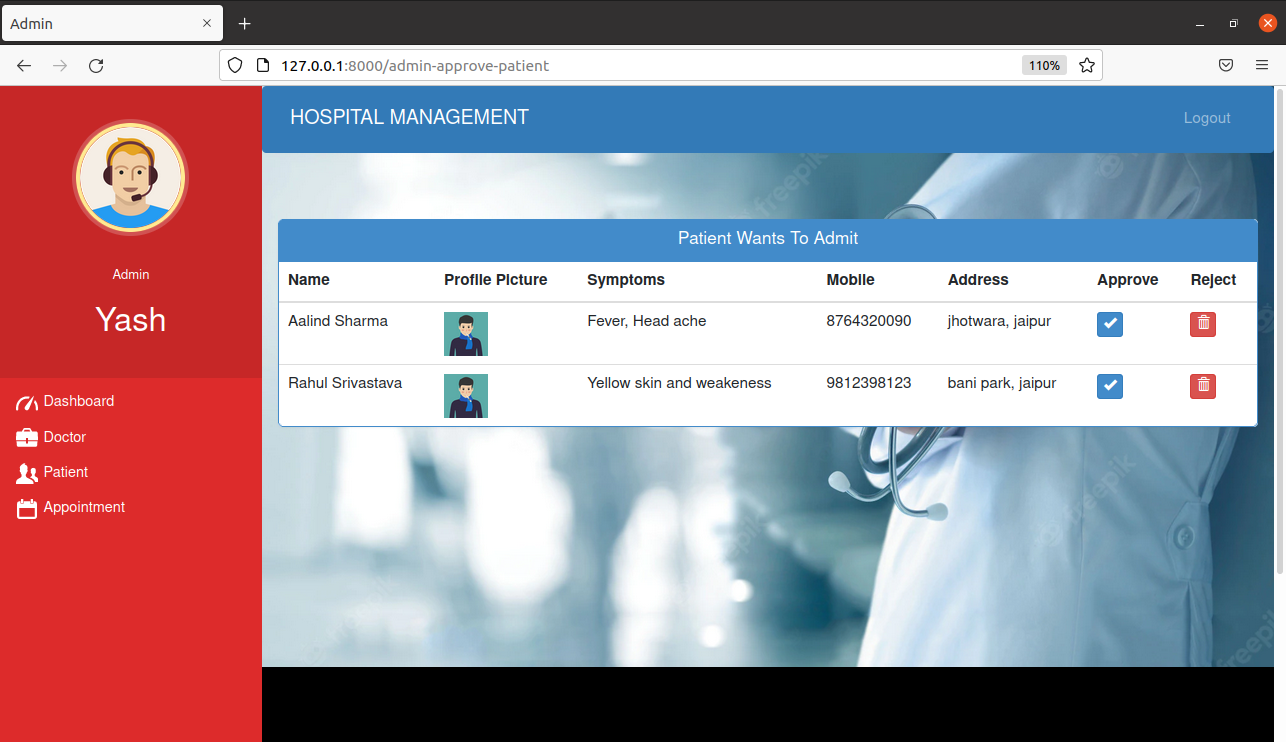 Admin
127.0.0.1:8000/admin-approve-patient
110%
HOSPITAL MANAGEMENT
Logout
Admin
Yash
Dashboard
Doctor
Patient
Appointment
Patient Wants To Admit
Name Profile Picture Symptoms Mobile Address Approve Reject
Aalind Sharma Fever, Head ache 8764320090 jhotwara, jaipur
Rahul Srivastava Yellow skin and weakeness 9812398123 bani park, jaipur
freepik
freepik
freepik